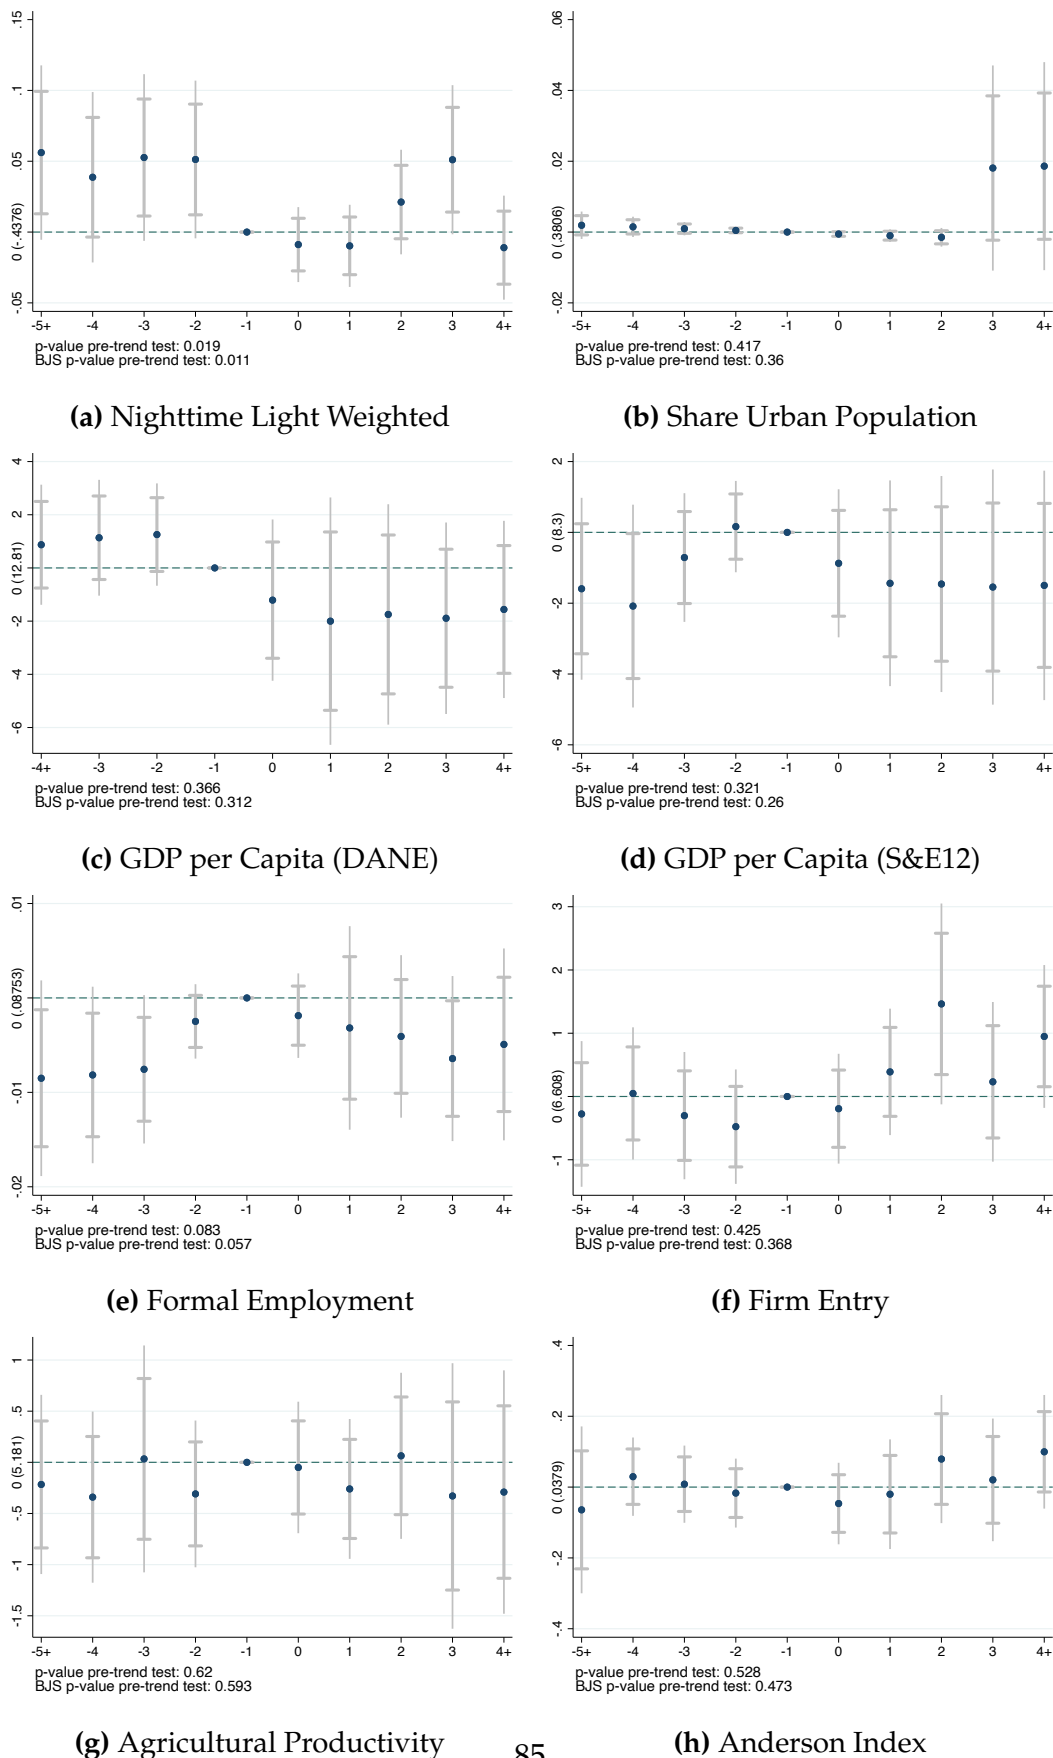 .15
.1
.05
0 (.4376)
-.05
-5+ -4 -3 -2 -1 0 1 2 3 4+
p-value pre-trend test: 0.019
BJS p-value pre-trend test: 0.011
(a) Nighttime Light Weighted
.06
.04
.02
0 (.3806)
-.02
-5+ -4 -3 -2 -1 0 1 2 3 4+
p-value pre-trend test: 0.417
BJS p-value pre-trend test: 0.36
(b) Share Urban Population
4
2
0 (12.81)
-2
-4
-6
-4+ -3 -2 -1 0 1 2 3 4+
p-value pre-trend test: 0.366
BJS p-value pre-trend test: 0.312
(c) GDP per Capita (DANE)
2
0 (8.3)
-2
-4
-6
-5+ -4 -3 -2 -1 0 1 2 3 4+
p-value pre-trend test: 0.321
BJS p-value pre-trend test: 0.26
(d) GDP per Capita (S&E12)
.01
0 (.08753)
-.01
-.02
-5+ -4 -3 -2 -1 0 1 2 3 4+
p-value pre-trend test: 0.083
BJS p-value pre-trend test: 0.057
(e) Formal Employment
3
2
1
0 (6.608)
-1
-5+ -4 -3 -2 -1 0 1 2 3 4+
p-value pre-trend test: 0.425
BJS p-value pre-trend test: 0.368
(f) Firm Entry
1
.5
0 (5.181)
-.5
-1
-1.5
-5+ -4 -3 -2 -1 0 1 2 3 4+
p-value pre-trend test: 0.62
BJS p-value pre-trend test: 0.593
(g) Agricultural Productivity
.4
.2
0 (.0379)
-.2
-.4
-5+ -4 -3 -2 -1 0 1 2 3 4+
p-value pre-trend test: 0.528
BJS p-value pre-trend test: 0.473
(h) Anderson Index
85